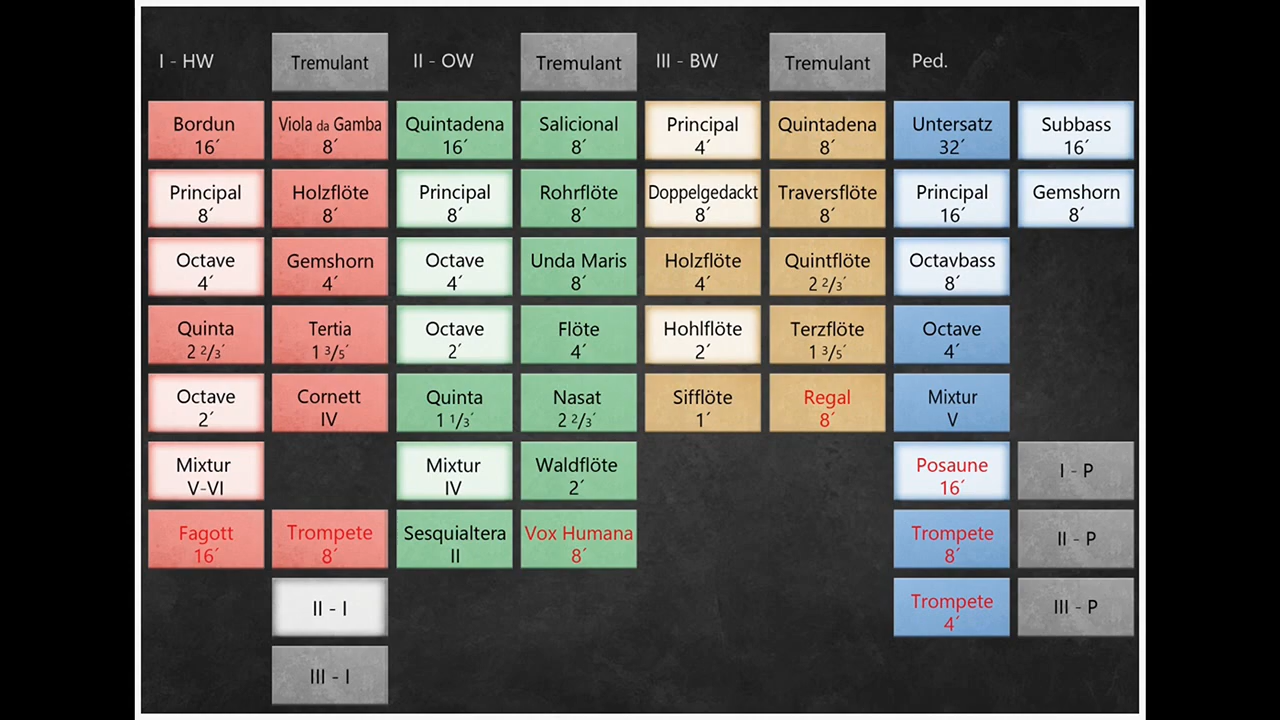 I - HW
Tremulant
II - OW
Tremulant
III - BW
Tremulant
Ped.
Bordun
16´
Viola da Gamba
8´
Quintadena
16´
Salicional
8´
Principal
4´
Quintadena
8´
Untersatz
32´
Subbass
16´
Principal
8´
Holzflöte
8´
Principal
8´
Rohrflöte
8´
Doppelgedackt
8´
Traversflöte
8´
Principal
16´
Gemshorn
8´
Octave
4´
Gemshorn
4´
Octave
4´
Unda Maris
8´
Holzflöte
4´
Quintflöte
2 2/3´
Octavbass
8´
Quinta
2 2/3´
Tertia
1 3/5´
Octave
2´
Flöte
4´
Hohlflöte
2´
Terzflöte
1 3/5´
Octave
4´
Octave
2´
Cornett
IV
Quinta
1 1/3´
Nasat
2 2/3´
Sifflöte
1´
Regal
8´
Mixtur
V
Mixtur
V-VI
Mixtur
IV
Waldflöte
2´
Posaune
16´
I - P
Fagott
16´
Trompete
8´
Sesquialtera
II
Vox Humana
8´
Trompete
8´
II - P
II - I
Trompete
4´
III - P
III - I